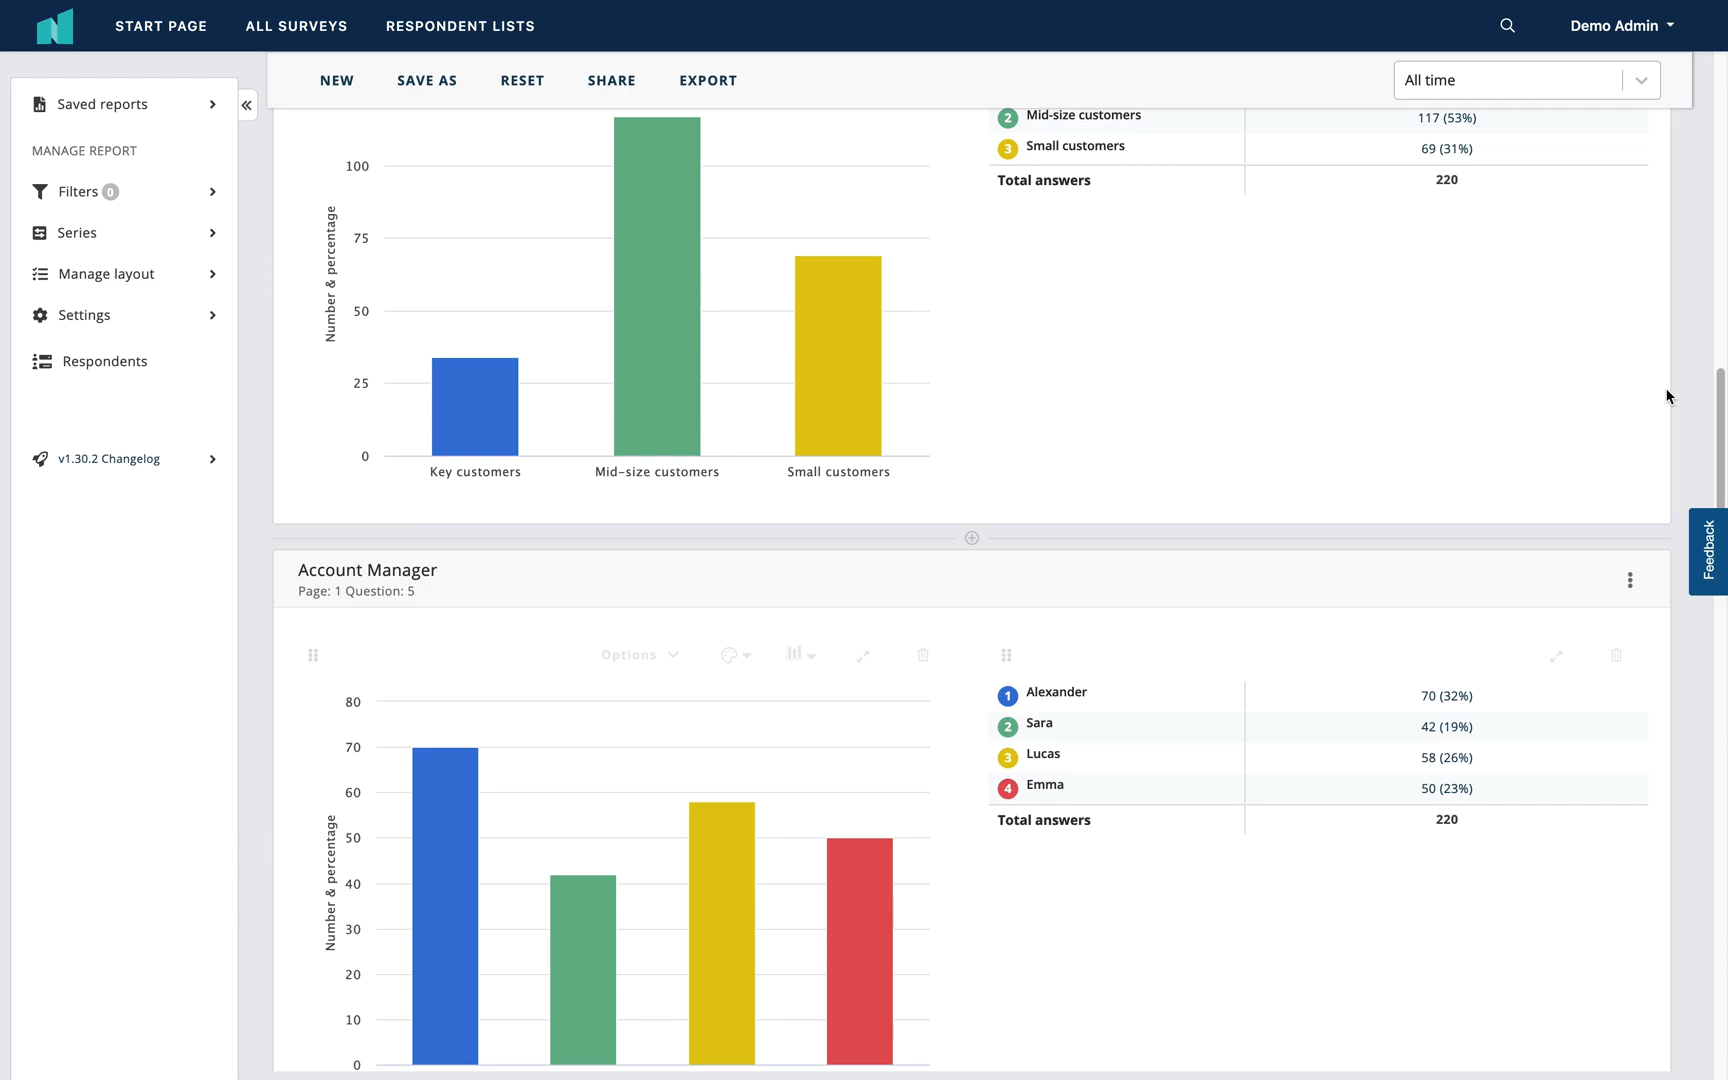 START PAGE
ALL SURVEYS
RESPONDENT LISTS
Demo Admin
NEW
SAVE AS
RESET
SHARE
EXPORT
All time
Saved reports
MANAGE REPORT
Filters 0
Series
Manage layout
Settings
Respondents
v1.30.2 Changelog
Number & percentage
100
75
50
25
0
Key customers
Mid-size customers
Small customers
2 Mid-size customers 117 (53%)
3 Small customers 69 (31%)
Total answers 220
Feedback
Account Manager
Page: 1 Question: 5
Options
Number & percentage
80
70
60
50
40
30
20
10
0
1 Alexander 70 (32%)
2 Sara 42 (19%)
3 Lucas 58 (26%)
4 Emma 50 (23%)
Total answers 220